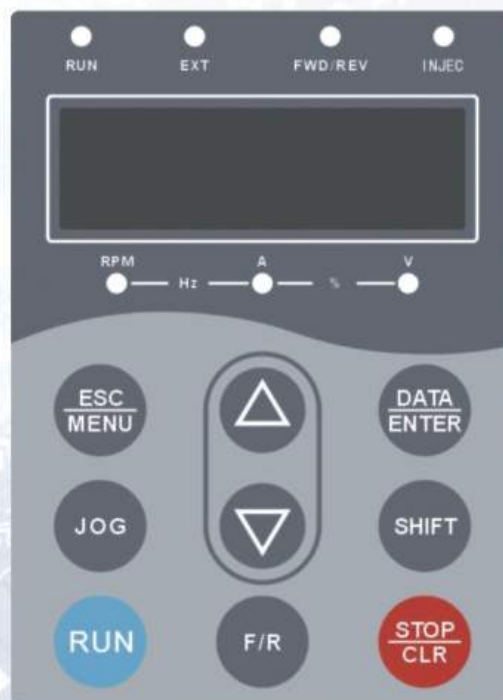 RUN EXT FWD/REV INJEC
RPM A V
Hz %
ESC DATA
MENU ENTER
JOG SHIFT
RUN F/R STOP
CLR